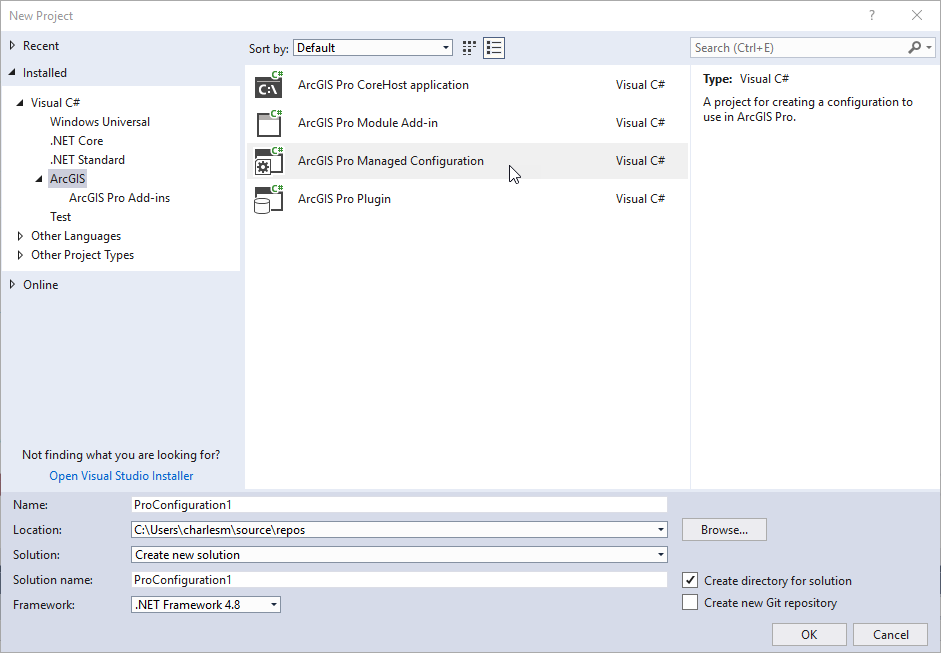 New Project
?
Recent
Installed
Visual C#
Windows Universal
.NET Core
.NET Standard
ArcGIS
ArcGIS Pro Add-ins
Test
Other Languages
Other Project Types
Online
Not finding what you are looking for?
Open Visual Studio Installer
Sort by: Default
C# C:\ ArcGIS Pro CoreHost application Visual C#
C# ArcGIS Pro Module Add-in Visual C#
C# ArcGIS Pro Managed Configuration Visual C#
C# ArcGIS Pro Plugin Visual C#
Search (Ctrl+E)
Type: Visual C#
A project for creating a configuration to
use in ArcGIS Pro.
Name: ProConfiguration1
Location: C:\Users\charlesm\source\repos Browse...
Solution: Create new solution
Solution name: ProConfiguration1 Create directory for solution
Framework: .NET Framework 4.8 Create new Git repository
OK Cancel